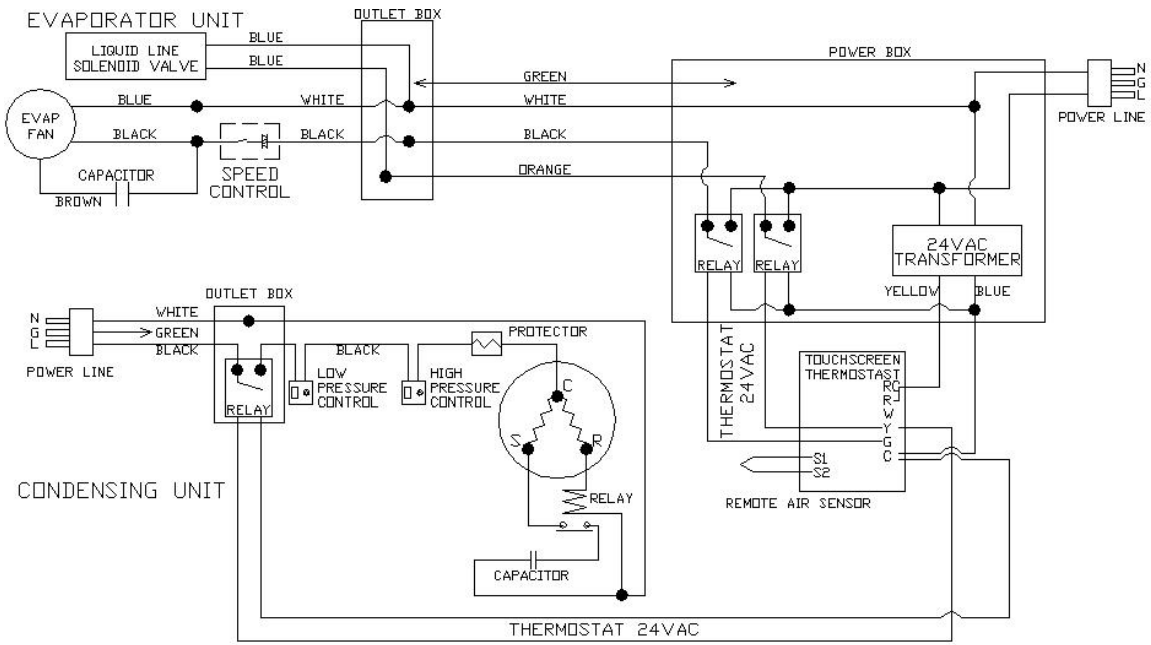 EVAPORATOR UNIT
OUTLET BOX
LIQUID LINE
SOLENOID VALVE
BLUE
BLUE
POWER BOX
GREEN
N
G
L
POWER LINE
EVAP
FAN
BLUE
WHITE
WHITE
BLACK
BLACK
BLACK
SPEED
CONTROL
CAPACITOR
BROWN
ORANGE
RELAY
RELAY
24VAC
TRANSFORMER
YELLOW
BLUE
OUTLET BOX
N
G
L
POWER LINE
WHITE
GREEN
BLACK
RELAY
BLACK
LOW
PRESSURE
CONTROL
HIGH
PRESSURE
CONTROL
PROTECTOR
C
S
R
RELAY
CAPACITOR
THERMOSTAT
24VAC
TOUCHSCREEN
THERMOSTAST
RC
R
W
Y
G
C
S1
S2
REMOTE AIR SENSOR
CONDENSING UNIT
THERMOSTAT 24VAC